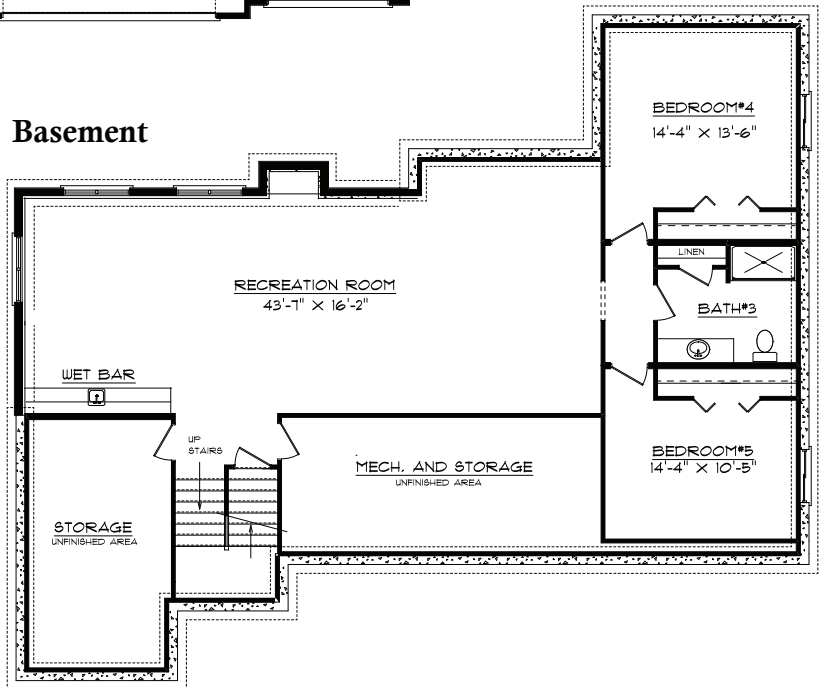 Basement
BEDROOM#4
14'-4" X 13'-6"
LINEN
RECREATION ROOM
43'-7" X 16'-2"
BATH#3
WET BAR
UP
STAIRS
MECH. AND STORAGE
UNFINISHED AREA
BEDROOM#5
14'-4" X 10'-5"
STORAGE
UNFINISHED AREA